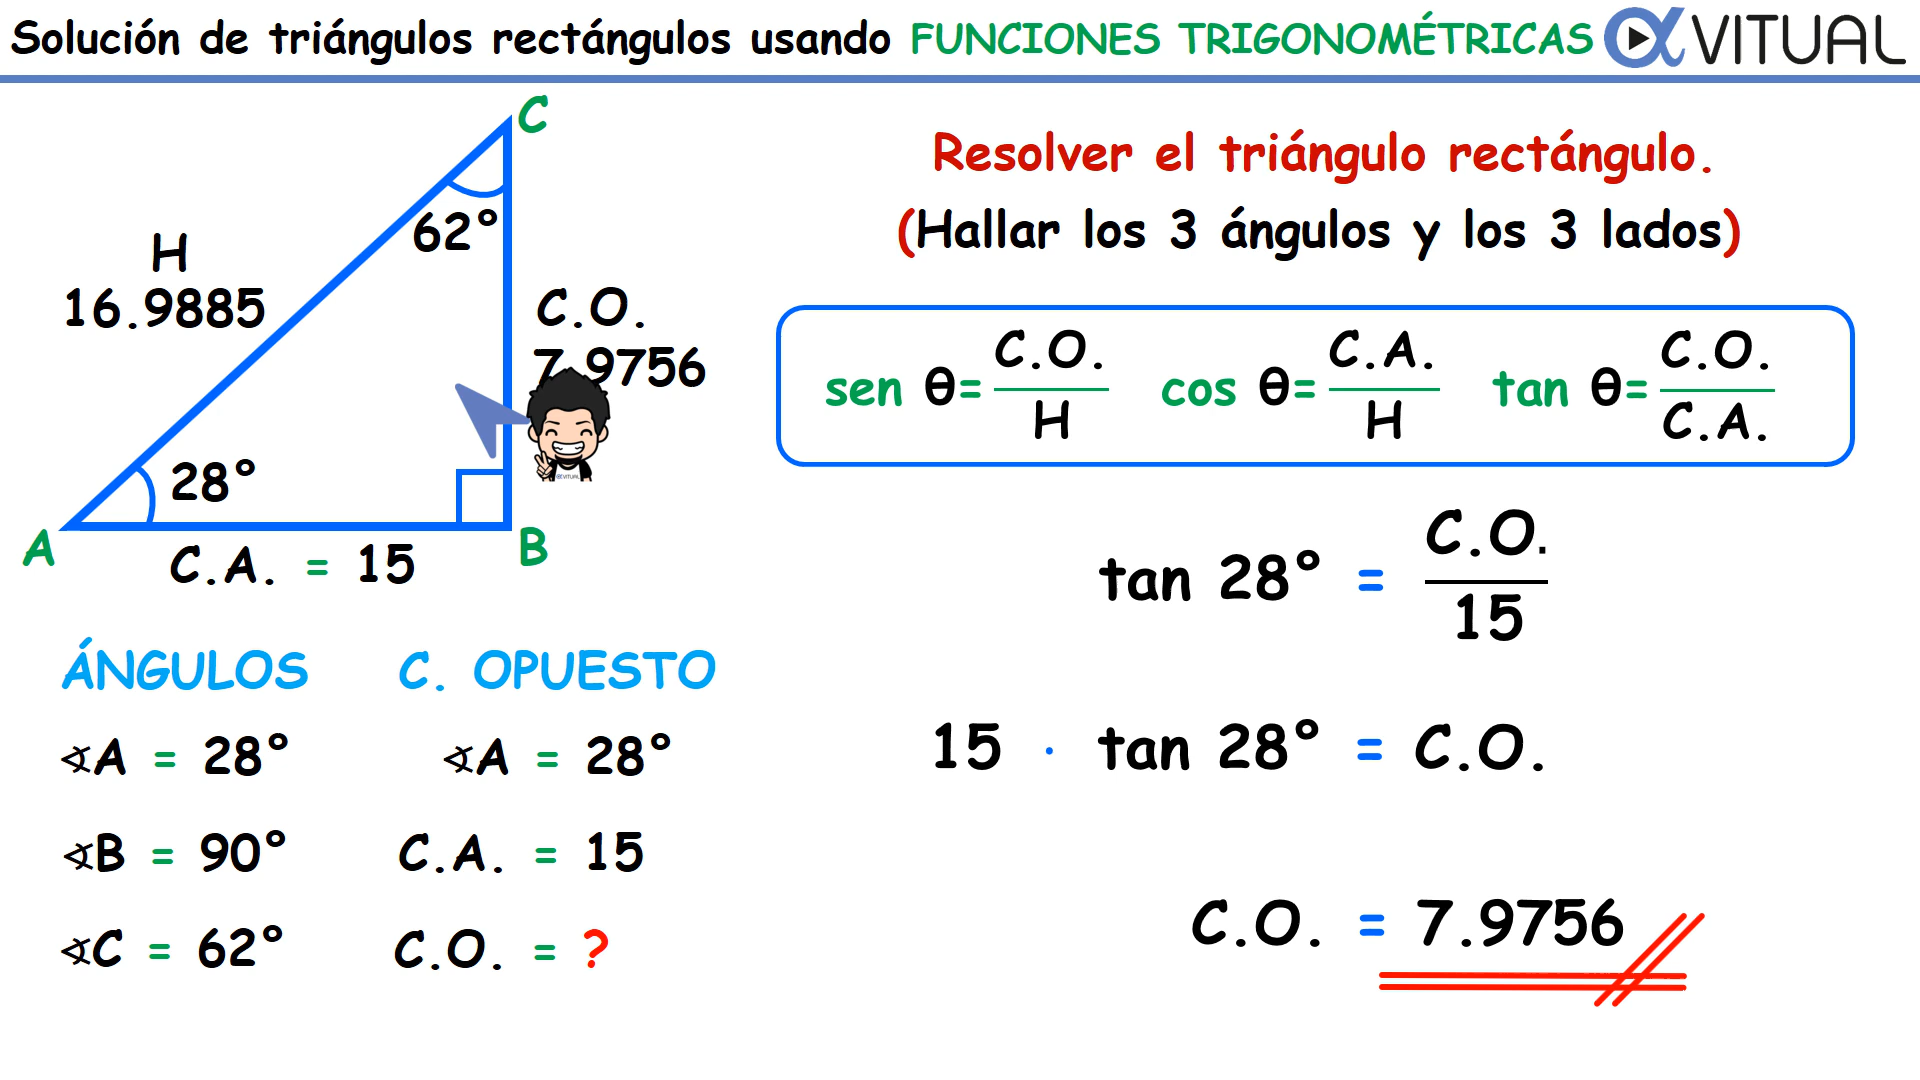 Solución de triángulos rectángulos usando FUNCIONES TRIGONOMÉTRICAS
αVITUAL
C
62°
H
16.9885
C.O.
7.9756
28°
A
B
C.A. = 15
Resolver el triángulo rectángulo.
(Hallar los 3 ángulos y los 3 lados)
sen θ= C.O. / H cos θ= C.A. / H tan θ= C.O. / C.A.
tan 28° = C.O. / 15
15 · tan 28° = C.O.
C.O. = 7.9756
ÁNGULOS
∢A = 28°
∢B = 90°
∢C = 62°
C. OPUESTO
∢A = 28°
C.A. = 15
C.O. = ?
αVITUAL